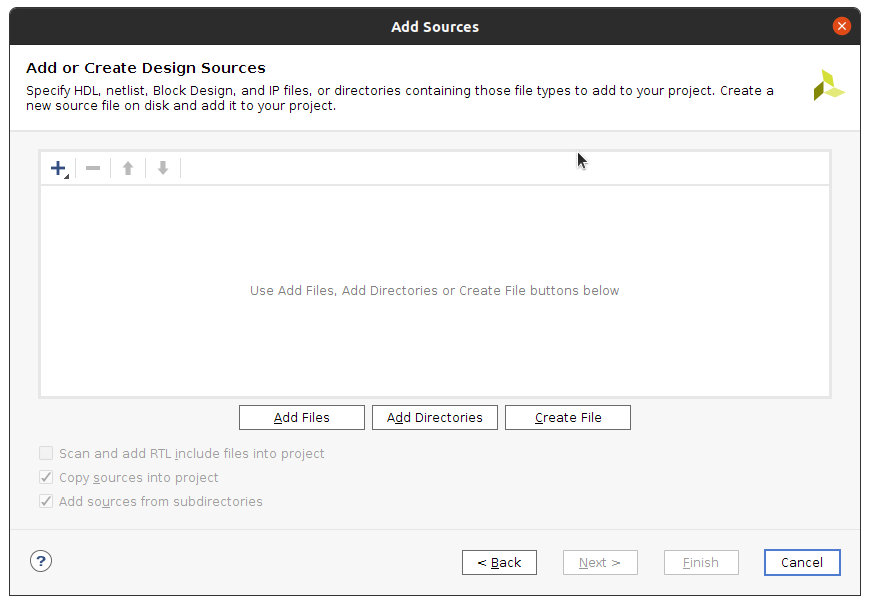 Add Sources
Add or Create Design Sources
Specify HDL, netlist, Block Design, and IP files, or directories containing those file types to add to your project. Create a
new source file on disk and add it to your project.
Use Add Files, Add Directories or Create File buttons below
Add Files
Add Directories
Create File
Scan and add RTL include files into project
Copy sources into project
Add sources from subdirectories
?
< Back
Next >
Finish
Cancel